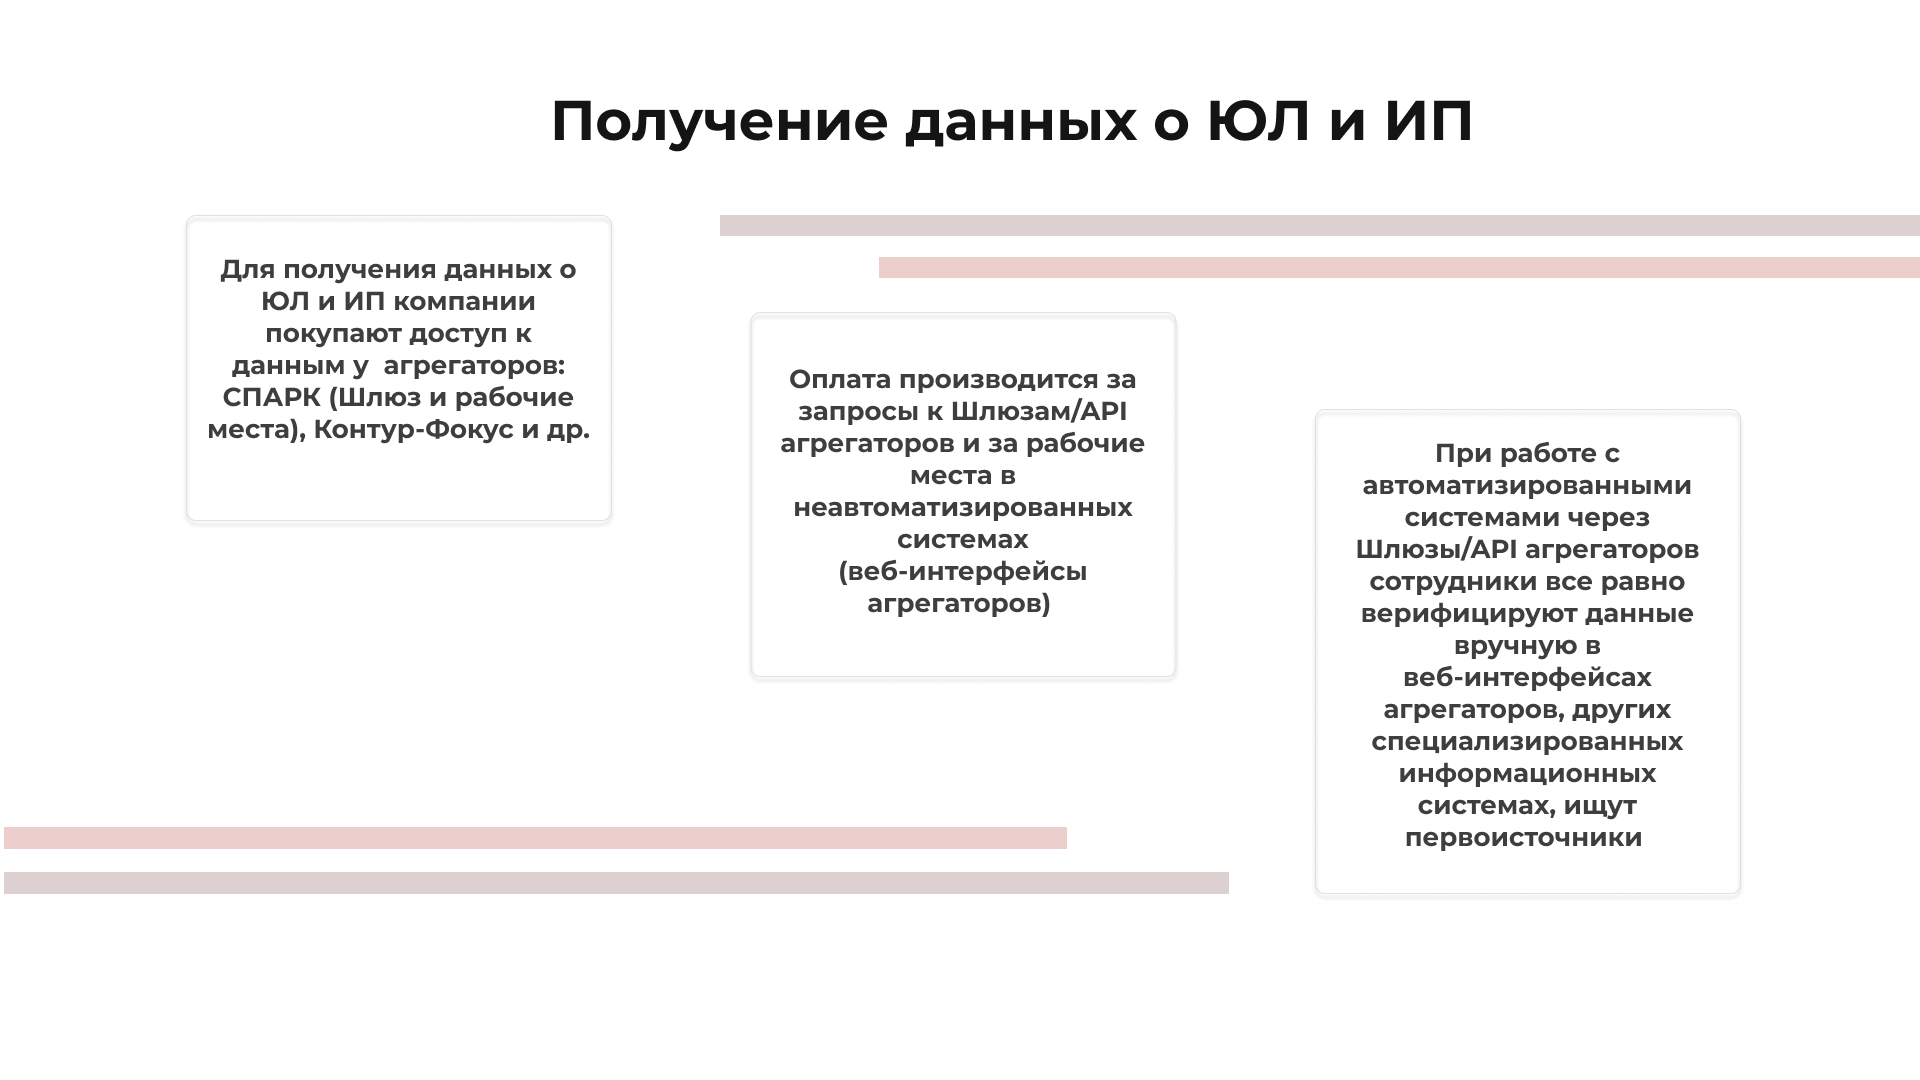 Получение данных о ЮЛ и ИП
Для получения данных о
ЮЛ и ИП компании
покупают доступ к
данным у  агрегаторов:
СПАРК (Шлюз и рабочие
места), Контур-Фокус и др.
Оплата производится за
запросы к Шлюзам/API
агрегаторов и за рабочие
места в
неавтоматизированных
системах
(веб-интерфейсы
агрегаторов)
При работе с
автоматизированными
системами через
Шлюзы/API агрегаторов
сотрудники все равно
верифицируют данные
вручную в
веб-интерфейсах
агрегаторов, других
специализированных
информационных
системах, ищут
первоисточники